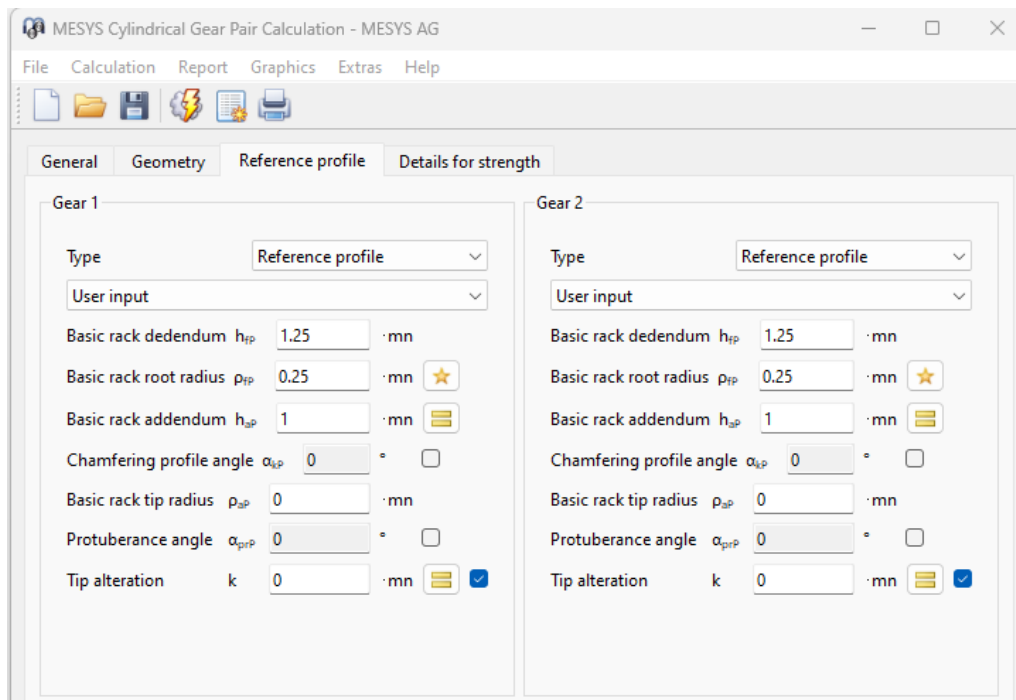 MESYS Cylindrical Gear Pair Calculation - MESYS AG
File Calculation Report Graphics Extras Help
General Geometry Reference profile Details for strength
Gear 1
Type Reference profile
User input
Basic rack dedendum hfP 1.25 ·mn
Basic rack root radius ρfP 0.25 ·mn
Basic rack addendum haP 1 ·mn
Chamfering profile angle αkP 0 °
Basic rack tip radius ρaP 0 ·mn
Protuberance angle αprP 0 °
Tip alteration k 0 ·mn
Gear 2
Type Reference profile
User input
Basic rack dedendum hfP 1.25 ·mn
Basic rack root radius ρfP 0.25 ·mn
Basic rack addendum haP 1 ·mn
Chamfering profile angle αkP 0 °
Basic rack tip radius ρaP 0 ·mn
Protuberance angle αprP 0 °
Tip alteration k 0 ·mn